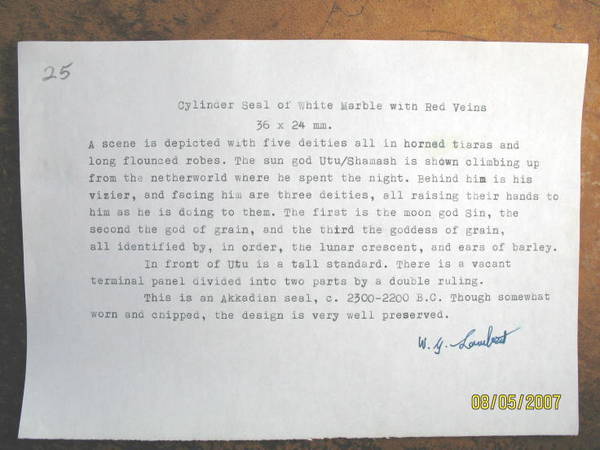 25
Cylinder Seal of White Marble with Red Veins
36 x 24 mm.
A scene is depicted with five deities all in horned tiaras and
long flounced robes. The sun god Utu/Shamash is shown climbing up
from the netherworld where he spent the night. Behind him is his
vizier, and facing him are three deities, all raising their hands to
him as he is doing to them. The first is the moon god Sin, the
second the god of grain, and the third the goddess of grain,
all identified by, in order, the lunar crescent, and ears of barley.
In front of Utu is a tall standard. There is a vacant
terminal panel divided into two parts by a double ruling.
This is an Akkadian seal, c. 2300-2200 B.C. Though somewhat
worn and chipped, the design is very well preserved.
W. G. Lambert
08/05/2007